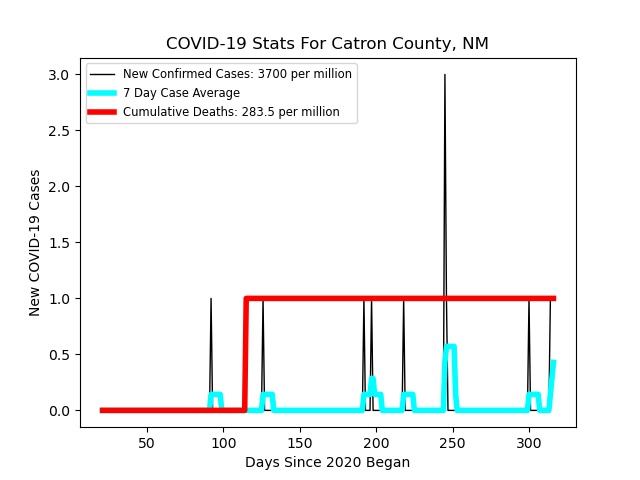 COVID-19 Stats For Catron County, NM
New Confirmed Cases: 3700 per million
7 Day Case Average
Cumulative Deaths: 283.5 per million
New COVID-19 Cases
3.0
2.5
2.0
1.5
1.0
0.5
0.0
50 100 150 200 250 300
Days Since 2020 Began